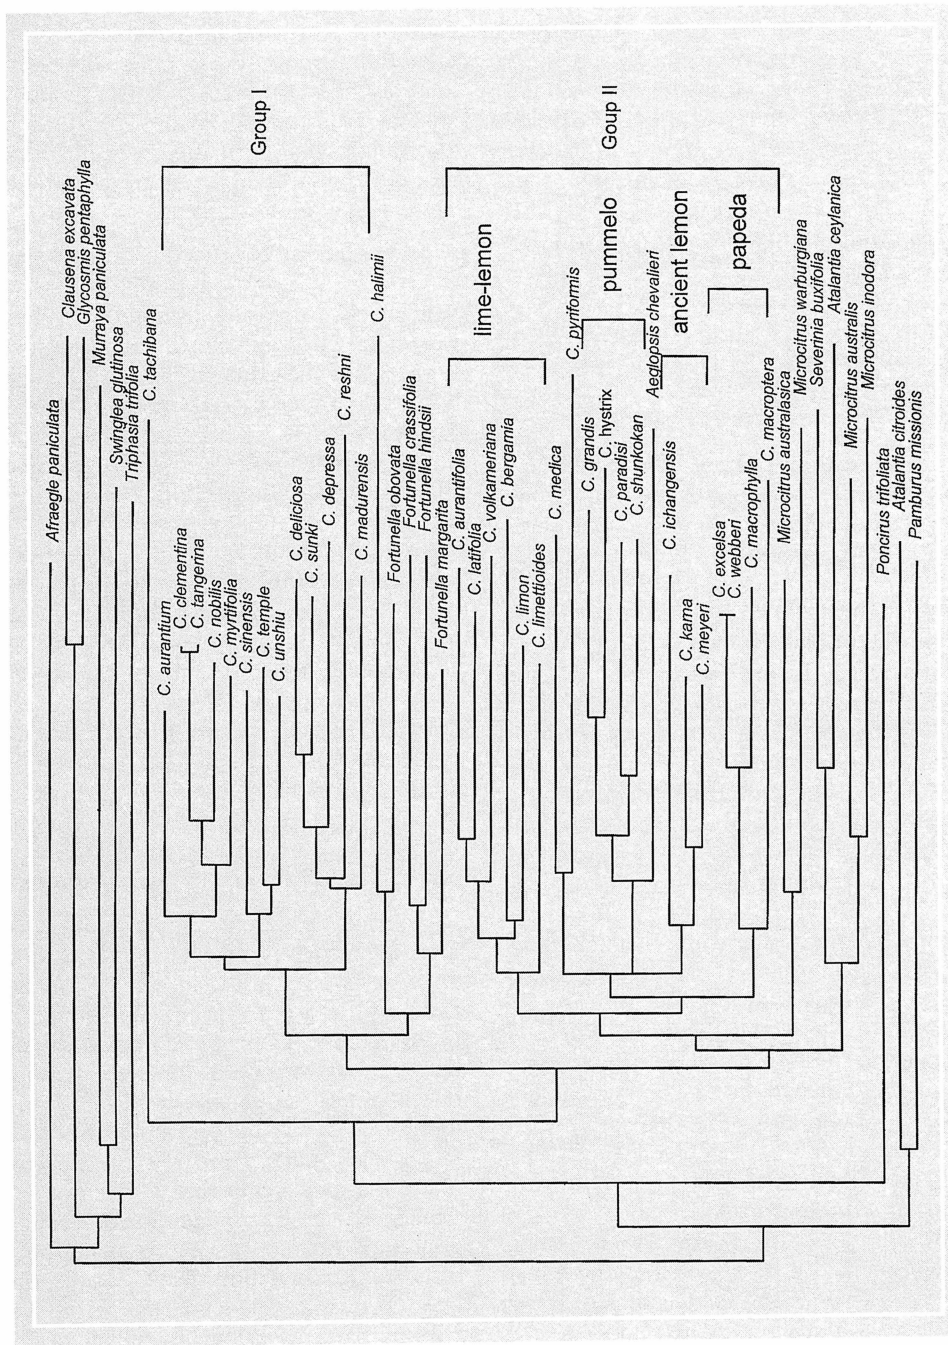 Group I
Goup II
lime-lemon
pummelo
ancient lemon
papeda
Afraegle paniculata
Clausena excavata
Glycosmis pentaphylla
Murraya paniculata
Swinglea glutinosa
Triphasia trifolia
C. tachibana
C. aurantium
C. clementina
C. tangerina
C. nobilis
C. myrtifolia
C. sinensis
C. temple
C. unshiu
C. deliciosa
C. sunki
C. depressa
C. reshni
C. madurensis
C. halimii
Fortunella obovata
Fortunella crassifolia
Fortunella hindsii
Fortunella margarita
C. aurantifolia
C. latifolia
C. volkameriana
C. bergamia
C. limon
C. limettioides
C. medica
C. pyriformis
C. grandis
C. hystrix
C. paradisi
C. shunkokan
Aeglopsis chevalieri
C. ichangensis
C. karna
C. meyeri
C. excelsa
C. webberi
C. macrophylla
C. macroptera
Microcitrus australasica
Microcitrus warburgiana
Severinia buxifolia
Atalantia ceylanica
Microcitrus australis
Microcitrus inodora
Poncirus trifoliata
Atalantia citroides
Pamburus missionis